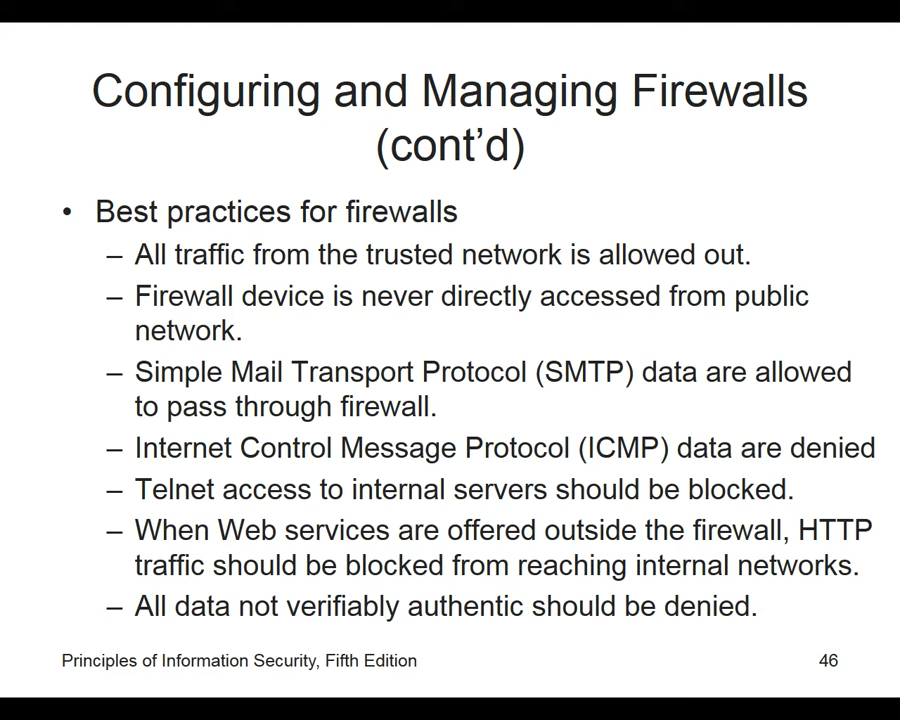 Configuring and Managing Firewalls
(cont’d)
• Best practices for firewalls
– All traffic from the trusted network is allowed out.
– Firewall device is never directly accessed from public
network.
– Simple Mail Transport Protocol (SMTP) data are allowed
to pass through firewall.
– Internet Control Message Protocol (ICMP) data are denied
– Telnet access to internal servers should be blocked.
– When Web services are offered outside the firewall, HTTP
traffic should be blocked from reaching internal networks.
– All data not verifiably authentic should be denied.
Principles of Information Security, Fifth Edition
46